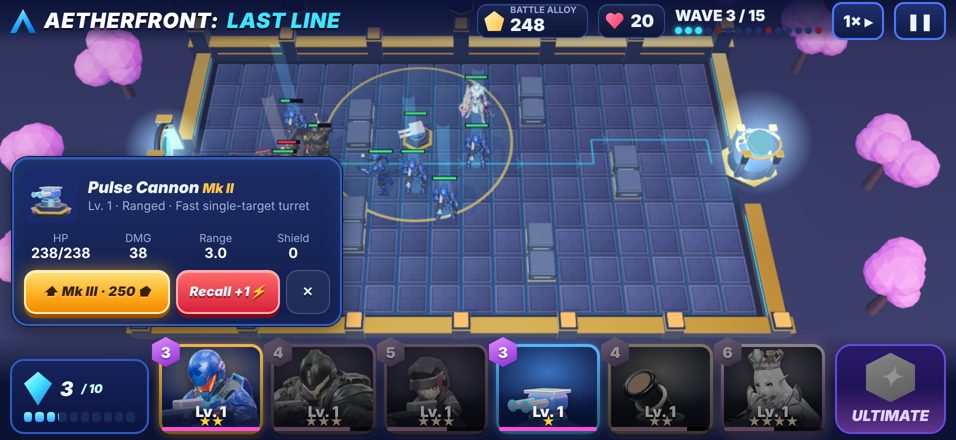 AETHERFRONT: LAST LINE
BATTLE ALLOY
248
20
WAVE 3 / 15
1× ▸
Pulse Cannon Mk II
Lv. 1 · Ranged · Fast single-target turret
HP DMG Range Shield
238/238 38 3.0 0
Mk III · 250
Recall +1⚡
×
3 / 10
3 4 5 3 4 6
Lv. 1 Lv. 1 Lv. 1 Lv. 1 Lv. 1 Lv. 1
ULTIMATE